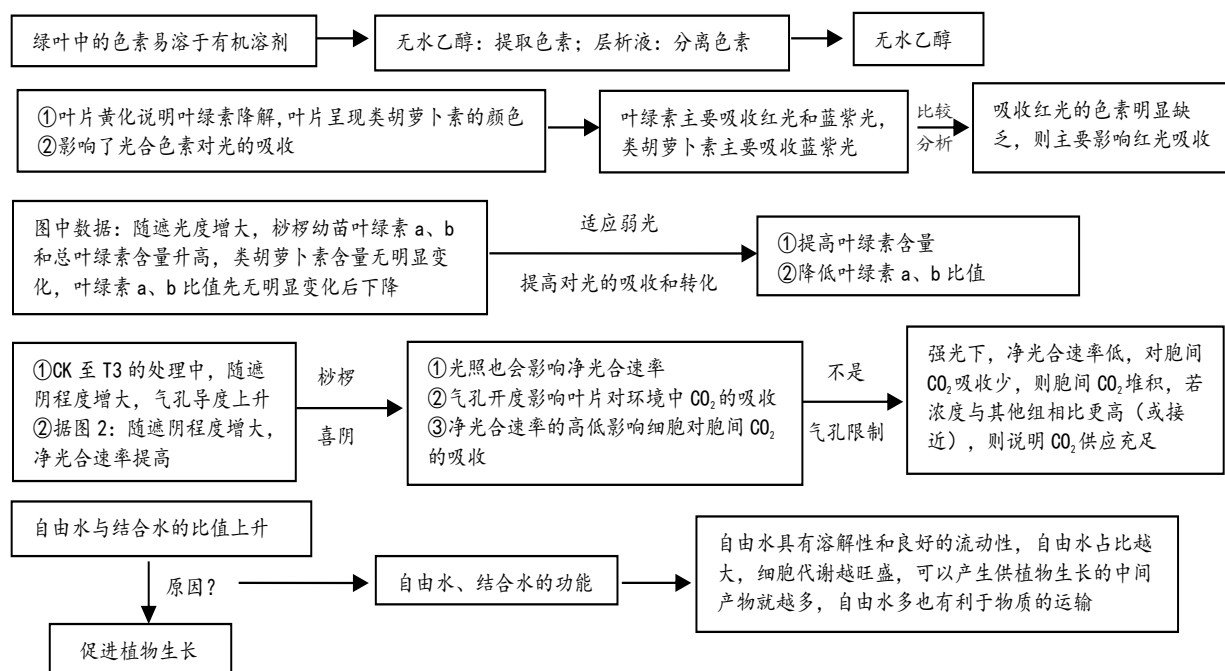 绿叶中的色素易溶于有机溶剂
无水乙醇：提取色素；层析液：分离色素
无水乙醇
①叶片黄化说明叶绿素降解,叶片呈现类胡萝卜素的颜色
②影响了光合色素对光的吸收
叶绿素主要吸收红光和蓝紫光，
类胡萝卜素主要吸收蓝紫光
比较
分析
吸收红光的色素明显缺
乏，则主要影响红光吸收
图中数据：随遮光度增大，桫椤幼苗叶绿素 a、b
和总叶绿素含量升高，类胡萝卜素含量无明显变
化，叶绿素 a、b 比值先无明显变化后下降
适应弱光
提高对光的吸收和转化
①提高叶绿素含量
②降低叶绿素 a、b 比值
①CK 至 T3 的处理中，随遮
阴程度增大，气孔导度上升
②据图 2：随遮阴程度增大，
净光合速率提高
桫椤
喜阴
①光照也会影响净光合速率
②气孔开度影响叶片对环境中 CO₂ 的吸收
③净光合速率的高低影响细胞对胞间 CO₂
的吸收
不是
气孔限制
强光下，净光合速率低，对胞间
CO₂吸收少，则胞间 CO₂ 堆积，若
浓度与其他组相比更高（或接
近），则说明 CO₂ 供应充足
自由水与结合水的比值上升
原因？
促进植物生长
自由水、结合水的功能
自由水具有溶解性和良好的流动性，自由水占比越
大，细胞代谢越旺盛，可以产生供植物生长的中间
产物就越多，自由水多也有利于物质的运输